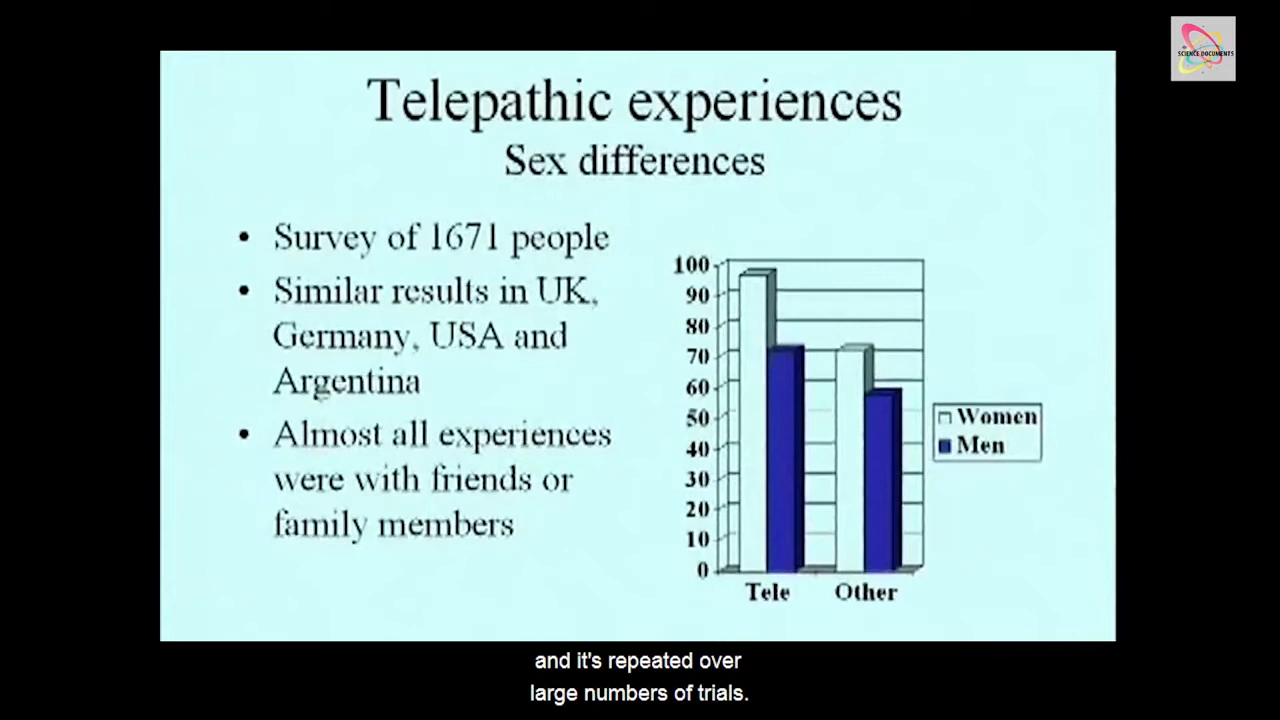 SCIENCE DOCUMENTS
Telepathic experiences
Sex differences
• Survey of 1671 people
• Similar results in UK,
Germany, USA and
Argentina
• Almost all experiences
were with friends or
family members
100
90
80
70
60
50
40
30
20
10
0
Tele Other
Women
Men
and it's repeated over
large numbers of trials.